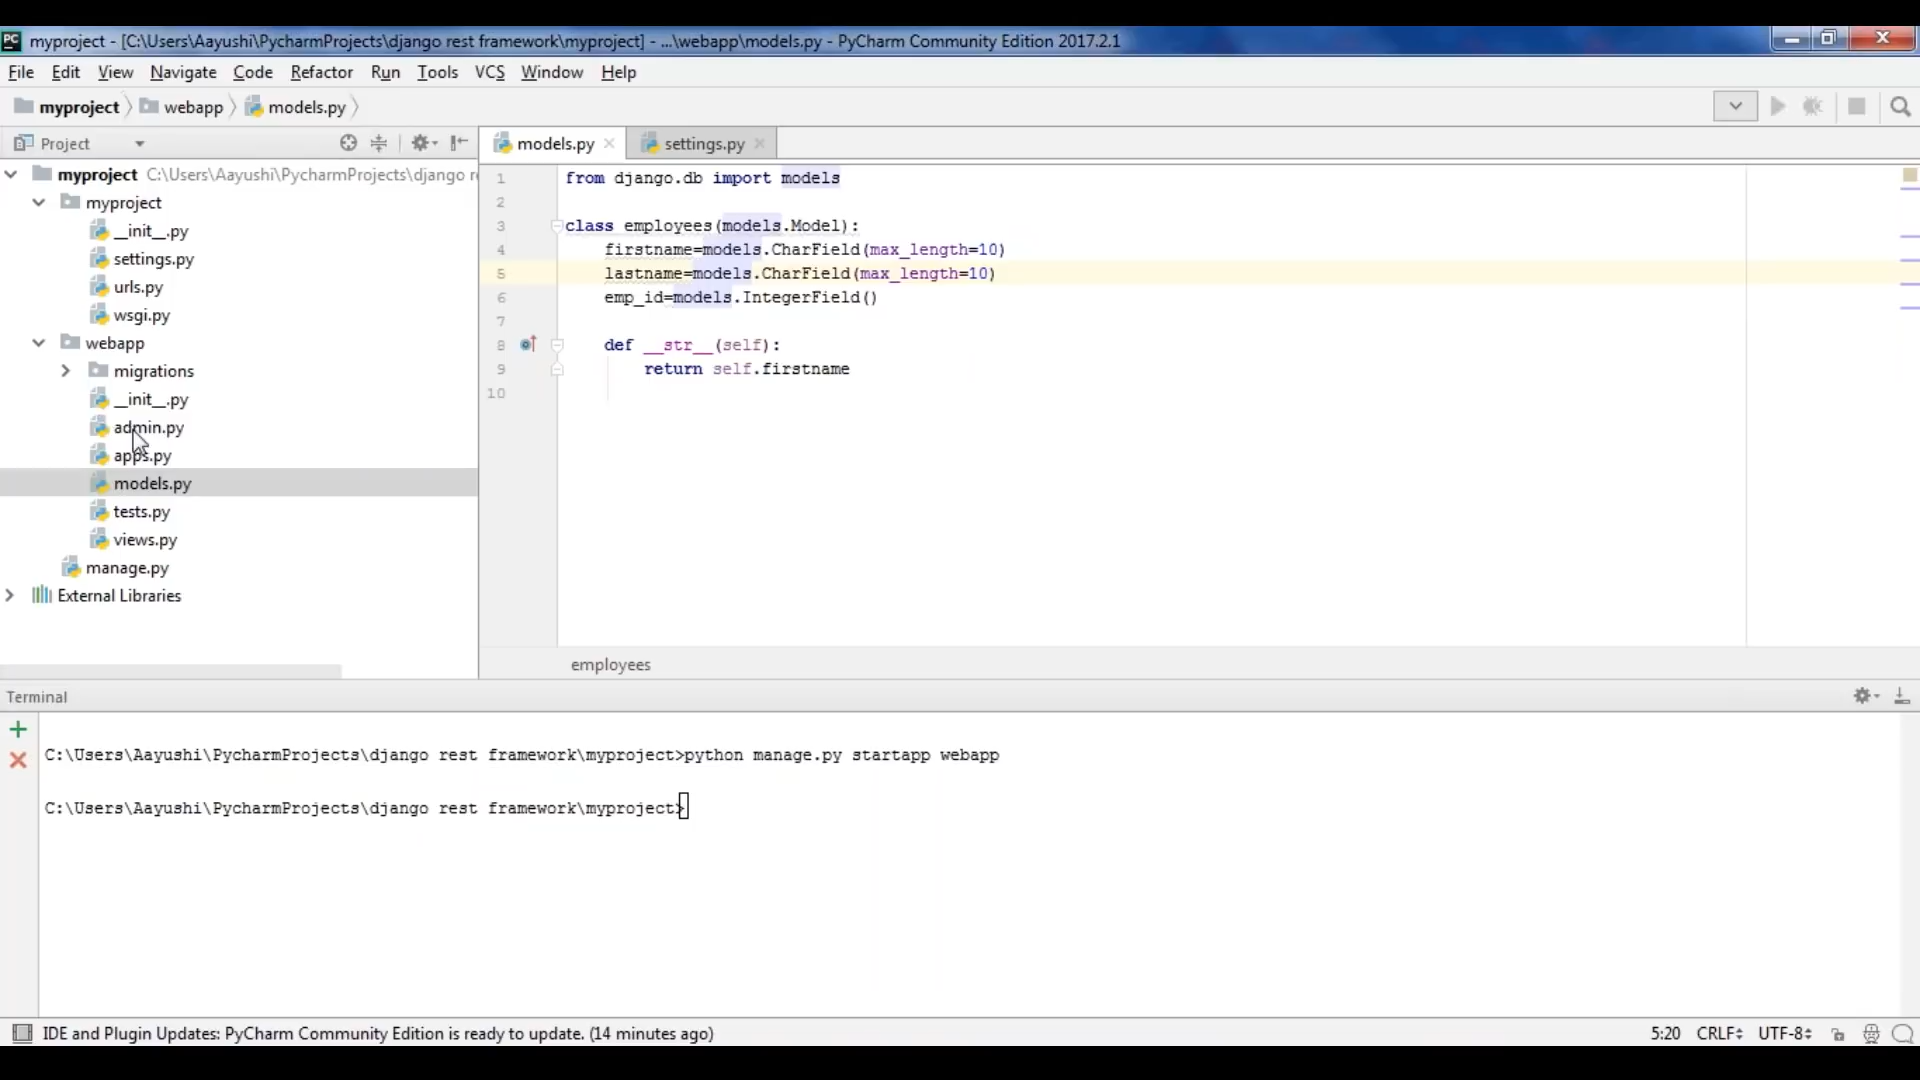 PC myproject - [C:\Users\Aayushi\PycharmProjects\django rest framework\myproject] - ...\webapp\models.py - PyCharm Community Edition 2017.2.1
File Edit View Navigate Code Refactor Run Tools VCS Window Help
myproject webapp models.py
Project
models.py settings.py
myproject C:\Users\Aayushi\PycharmProjects\django r
myproject
__init__.py
settings.py
urls.py
wsgi.py
webapp
migrations
__init__.py
admin.py
apps.py
models.py
tests.py
views.py
manage.py
External Libraries
1 from django.db import models
2
3 class employees(models.Model):
4 firstname=models.CharField(max_length=10)
5 lastname=models.CharField(max_length=10)
6 emp_id=models.IntegerField()
7
8 def __str__(self):
9 return self.firstname
10
employees
Terminal
C:\Users\Aayushi\PycharmProjects\django rest framework\myproject>python manage.py startapp webapp
C:\Users\Aayushi\PycharmProjects\django rest framework\myproject>
IDE and Plugin Updates: PyCharm Community Edition is ready to update. (14 minutes ago) 5:20 CRLF UTF-8